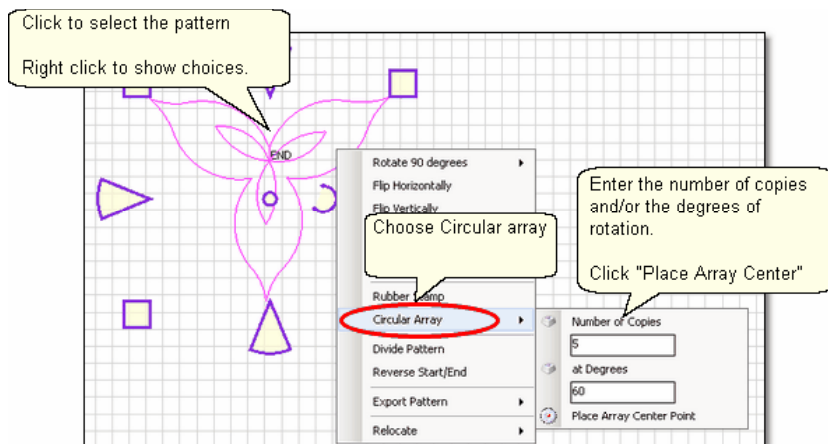 Click to select the pattern
Right click to show choices.
END
Rotate 90 degrees
Flip Horizontally
Flip Vertically
Choose Circular array
Rubber Stamp
Circular Array
Divide Pattern
Reverse Start/End
Export Pattern
Relocate
Enter the number of copies
and/or the degrees of
rotation.
Click "Place Array Center"
Number of Copies
5
at Degrees
60
Place Array Center Point